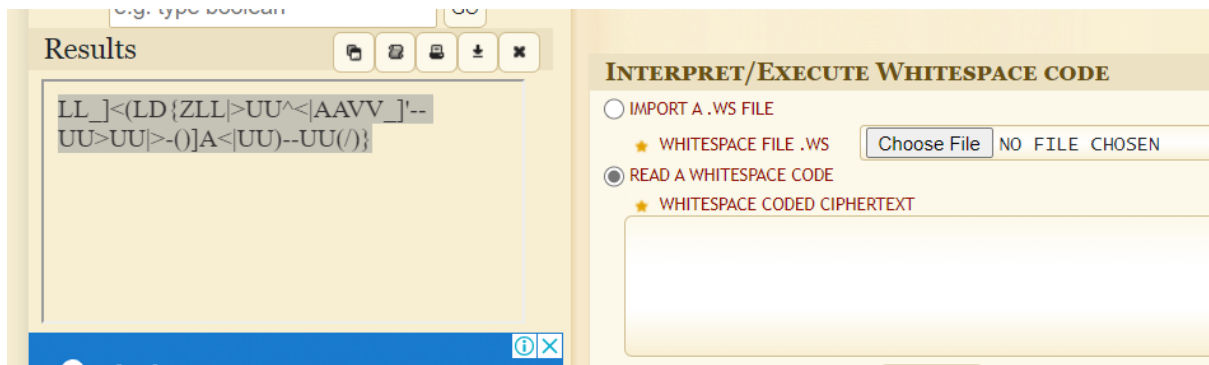 e.g. type boolean
GO
Results
LL_]<(LD{ZLL|>UU^<|AAVV_]'--
UU>UU|>-()]A<|UU)--UU(/)}
INTERPRET/EXECUTE WHITESPACE CODE
IMPORT A .WS FILE
WHITESPACE FILE .WS Choose File NO FILE CHOSEN
READ A WHITESPACE CODE
WHITESPACE CODED CIPHERTEXT